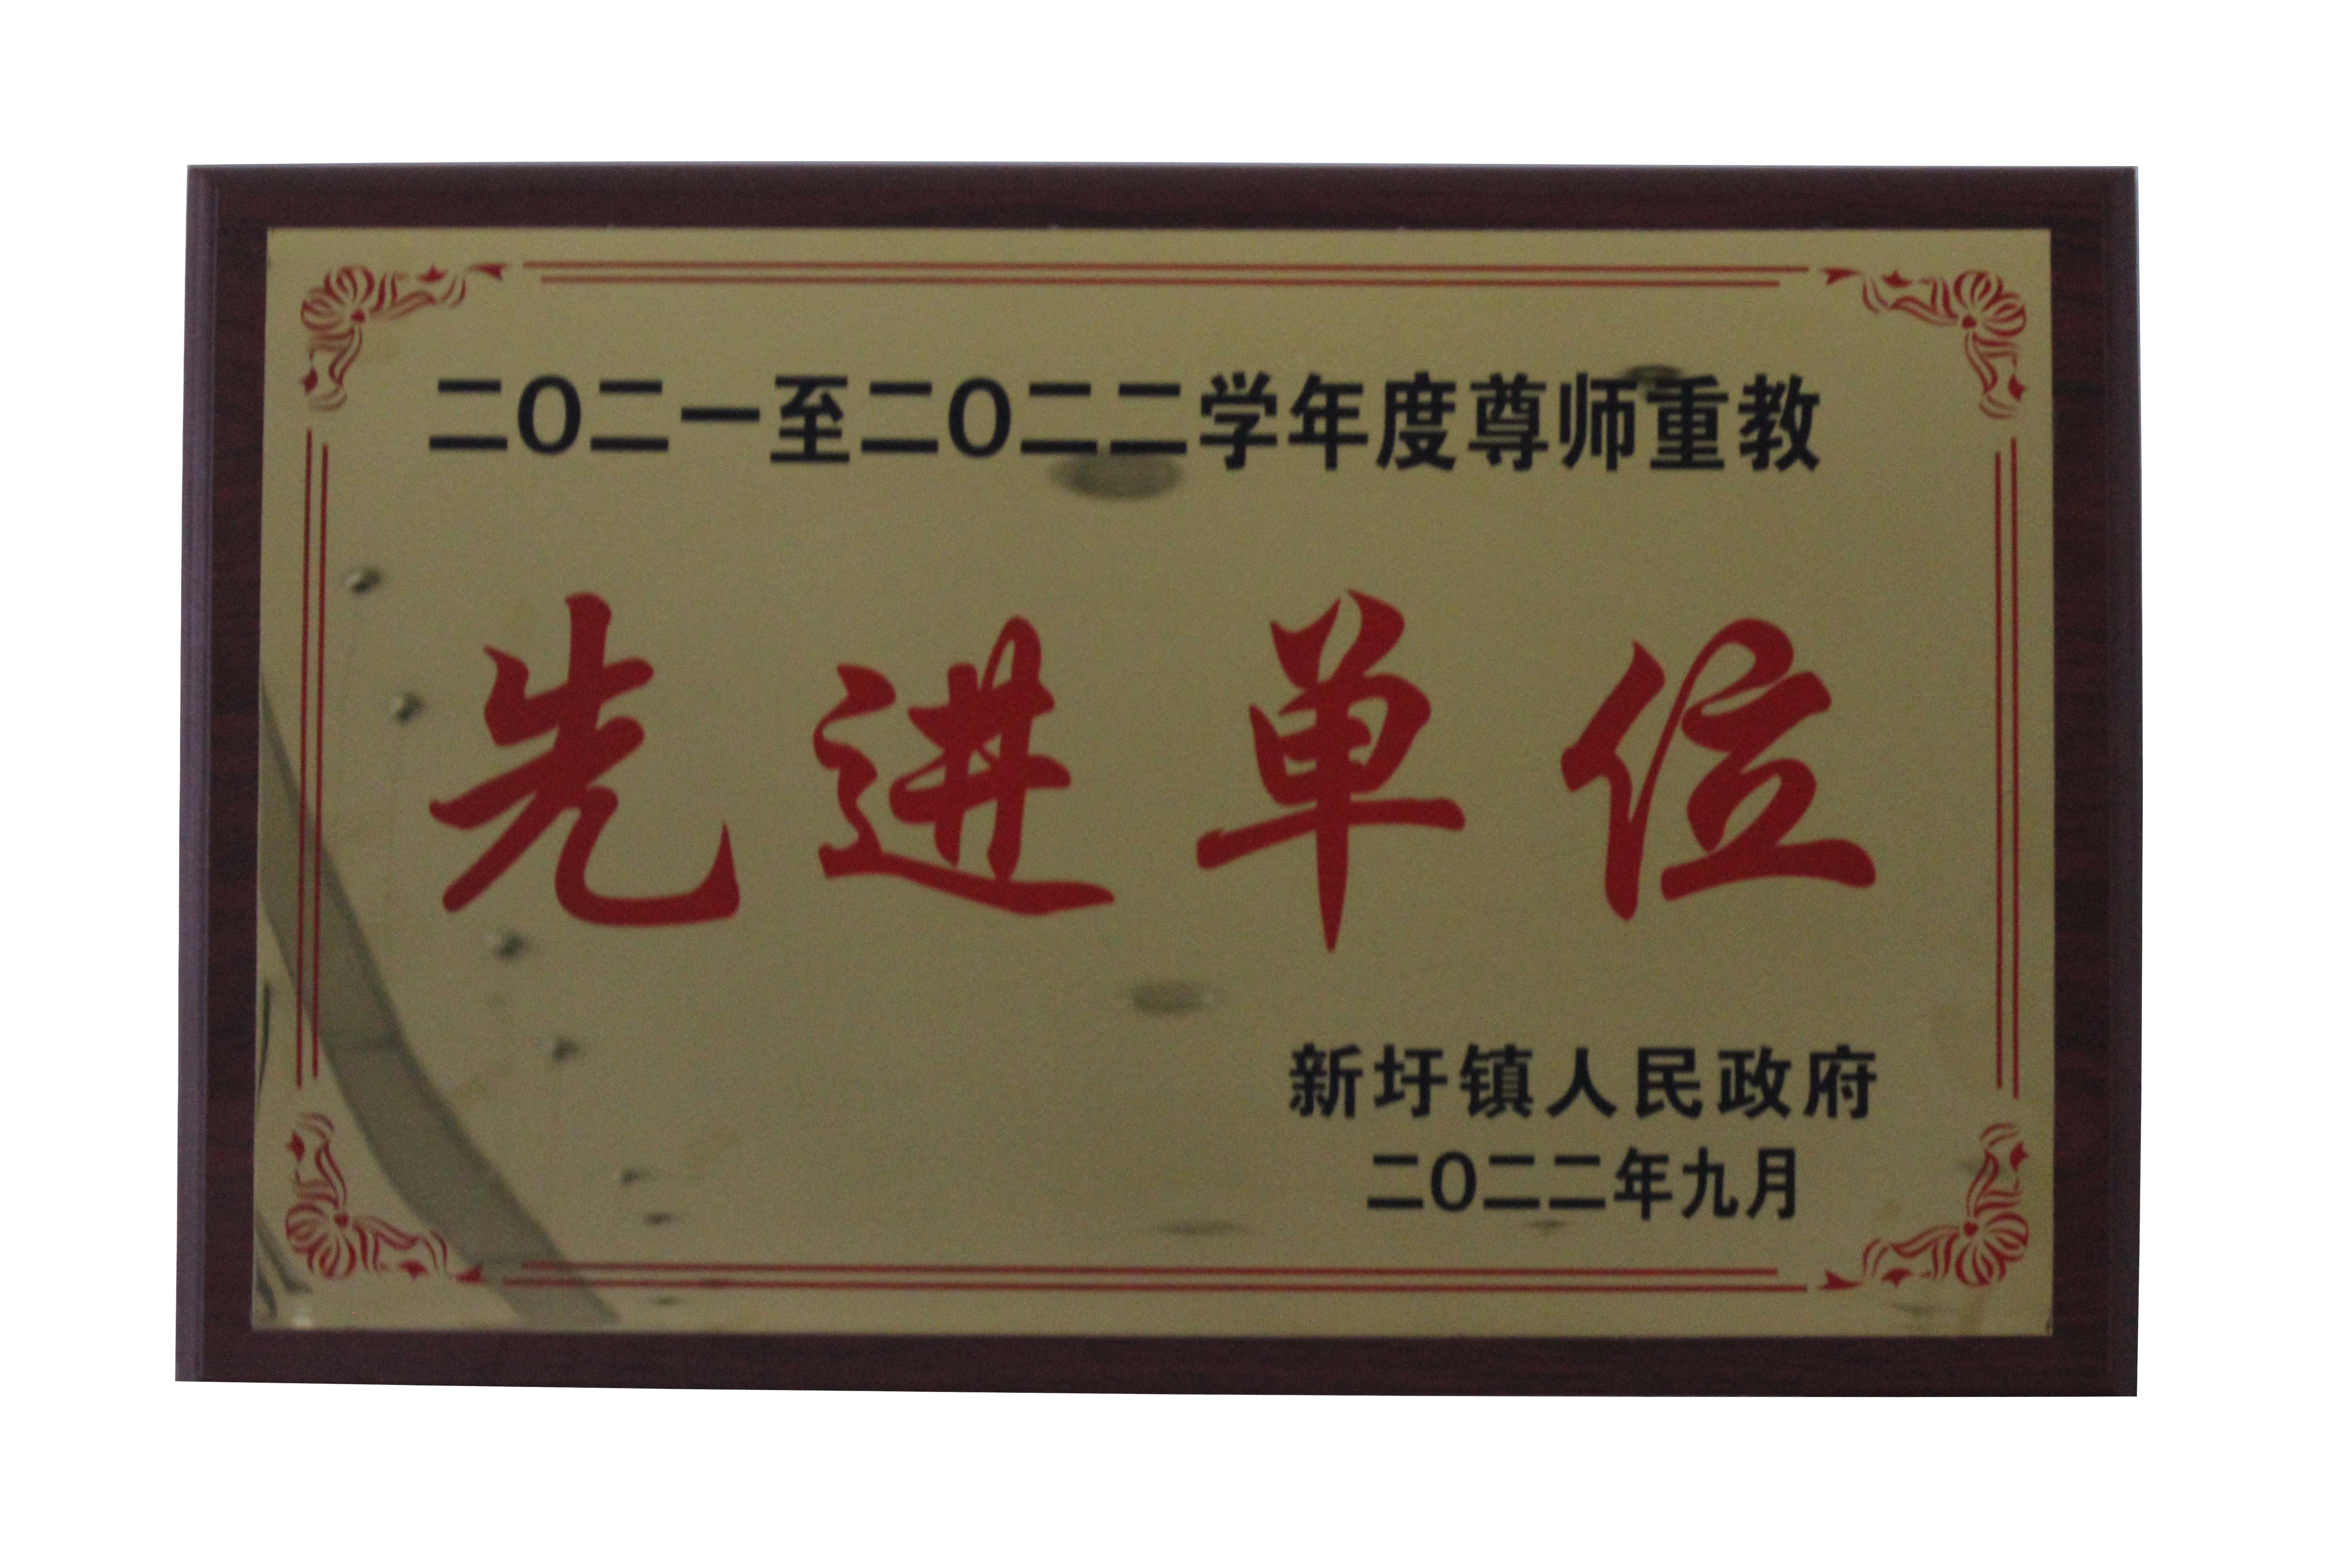 二〇二一至二〇二二学年度尊师重教
先进单位
新圩镇人民政府
二〇二二年九月